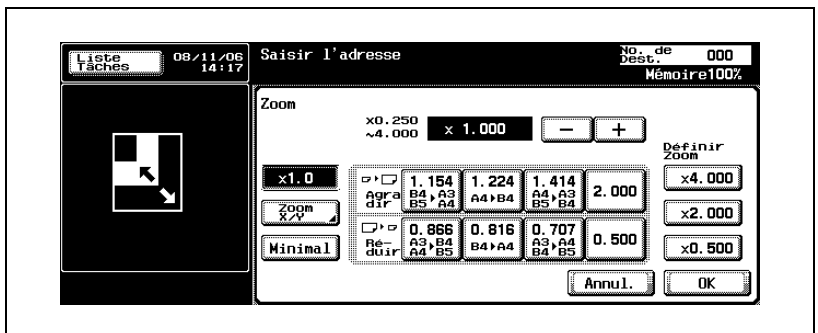 Liste
Tâches
08/11/06
14:17
Saisir l'adresse
No. de
Dest.
000
Mémoire100%
Zoom
x0.250
~4.000
x 1.000
−
+
Définir
Zoom
x1.0
Agran
dir
1.154
B4▸A3
B5 A4
1.224
A4▸B4
1.414
A4▸A3
B5 B4
2.000
x4.000
Zoom
X/Y
x2.000
Ré-
duir
0.866
A3▸B4
A4 B5
0.816
B4▸A4
0.707
A3▸A4
B4 B5
0.500
Minimal
x0.500
Annul.
OK